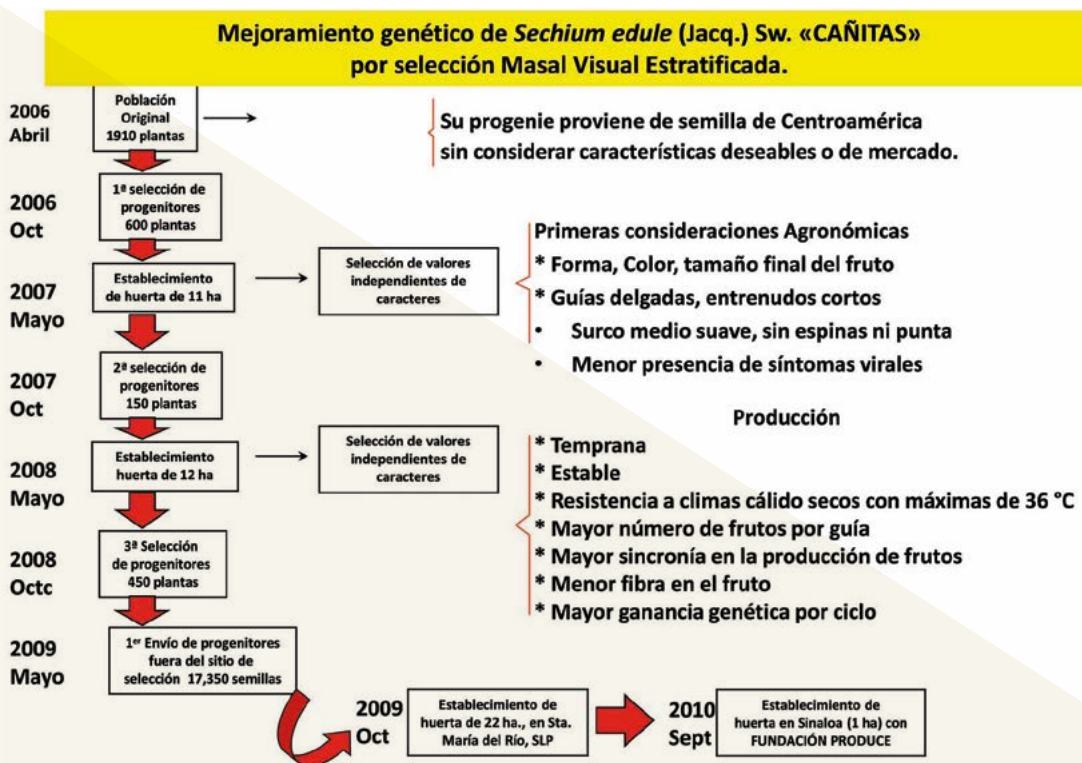 Mejoramiento genético de Sechium edule (Jacq.) Sw. «CAÑITAS»
por selección Masal Visual Estratificada.
2006
Abril
Población
Original
1910 plantas
Su progenie proviene de semilla de Centroamérica
sin considerar características deseables o de mercado.
2006
Oct
1ª selección de
progenitores
600 plantas
2007
Mayo
Establecimiento
de huerta de 11 ha
Selección de valores
independientes de
caracteres
Primeras consideraciones Agronómicas
* Forma, Color, tamaño final del fruto
* Guías delgadas, entrenudos cortos
• Surco medio suave, sin espinas ni punta
• Menor presencia de síntomas virales
2007
Oct
2ª selección de
progenitores
150 plantas
2008
Mayo
Establecimiento
huerta de 12 ha
Selección de valores
independientes de
caracteres
Producción
* Temprana
* Estable
* Resistencia a climas cálido secos con máximas de 36 °C
* Mayor número de frutos por guía
* Mayor sincronía en la producción de frutos
* Menor fibra en el fruto
* Mayor ganancia genética por ciclo
2008
Octc
3ª Selección
de progenitores
450 plantas
2009
Mayo
1er Envío de progenitores
fuera del sitio de
selección 17,350 semillas
2009
Oct
Establecimiento de
huerta de 22 ha., en Sta.
María del Río, SLP
2010
Sept
Establecimiento de
huerta en Sinaloa (1 ha) con
FUNDACIÓN PRODUCE